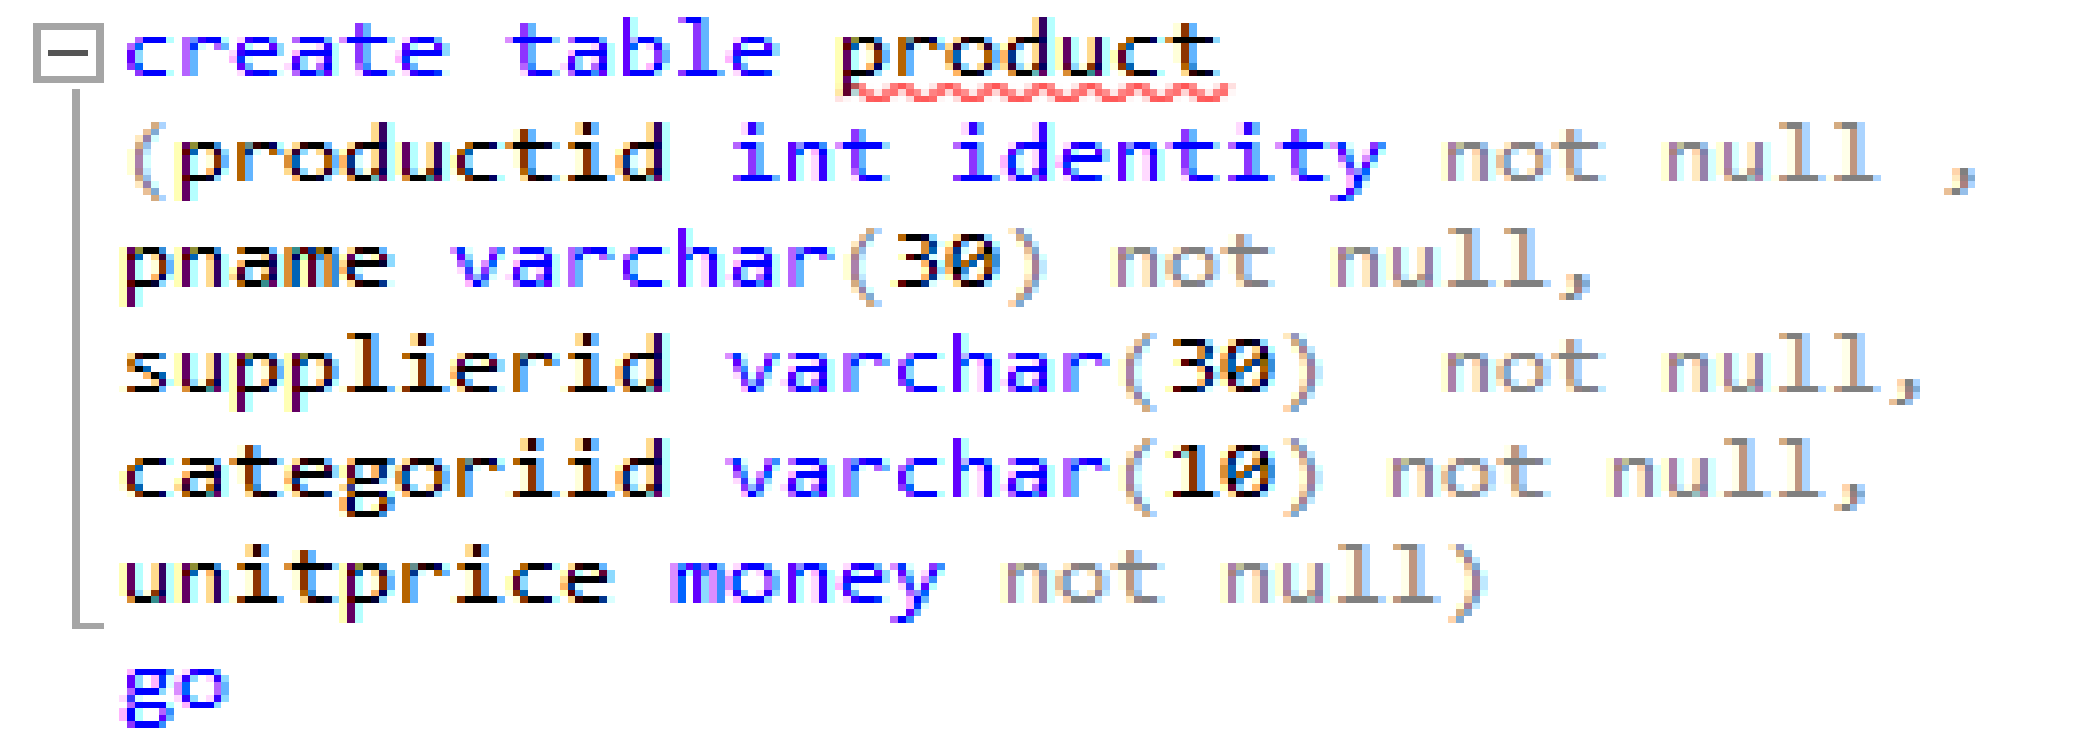 create table product
(productid int identity not null ,
pname varchar(30) not null,
supplierid varchar(30)  not null,
categoriid varchar(10) not null,
unitprice money not null)
go